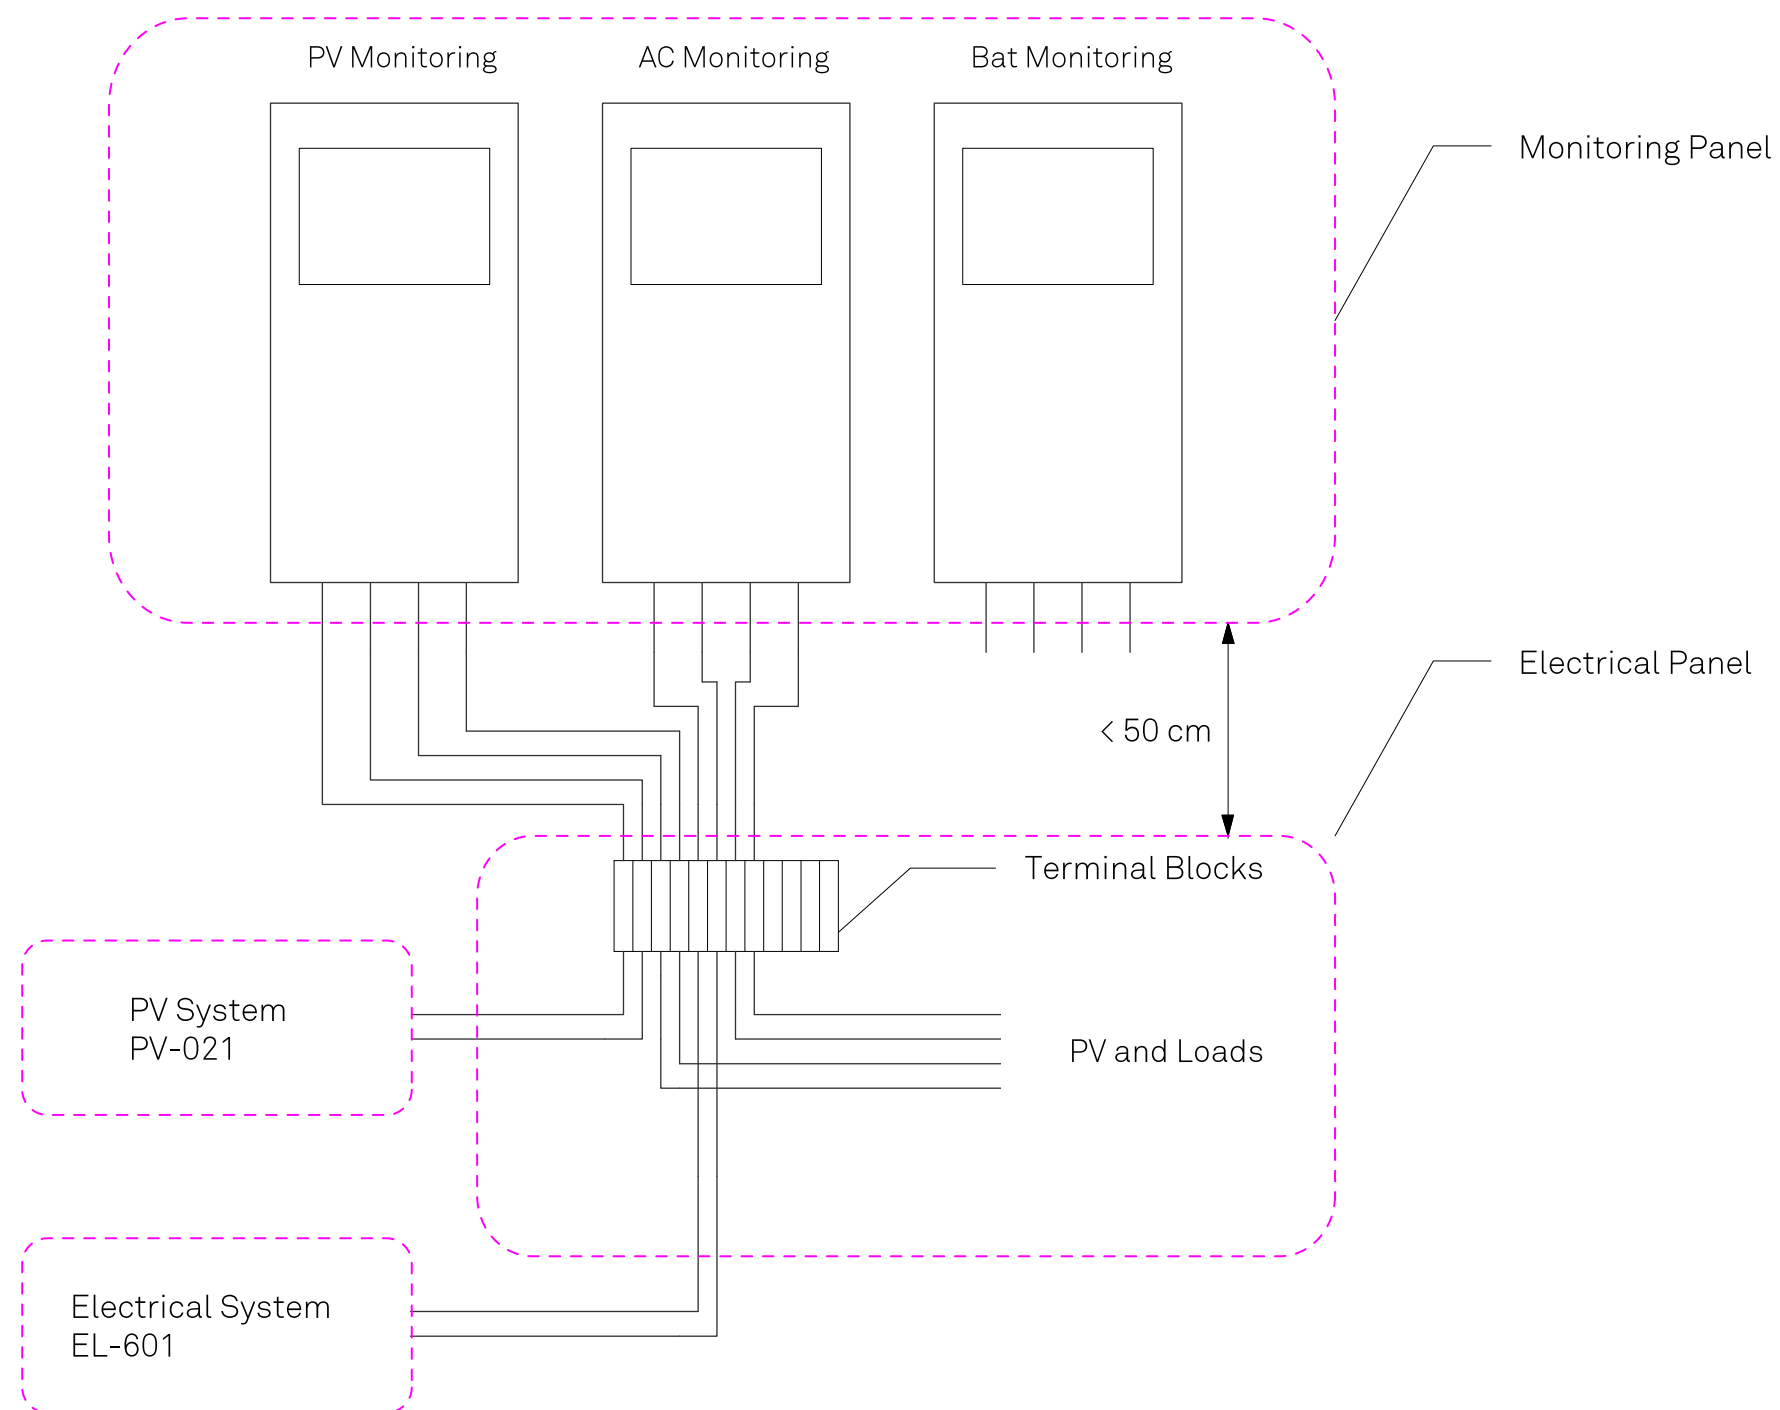 PV Monitoring
AC Monitoring
Bat Monitoring
Monitoring Panel
Electrical Panel
< 50 cm
Terminal Blocks
PV System
PV-021
PV and Loads
Electrical System
EL-601